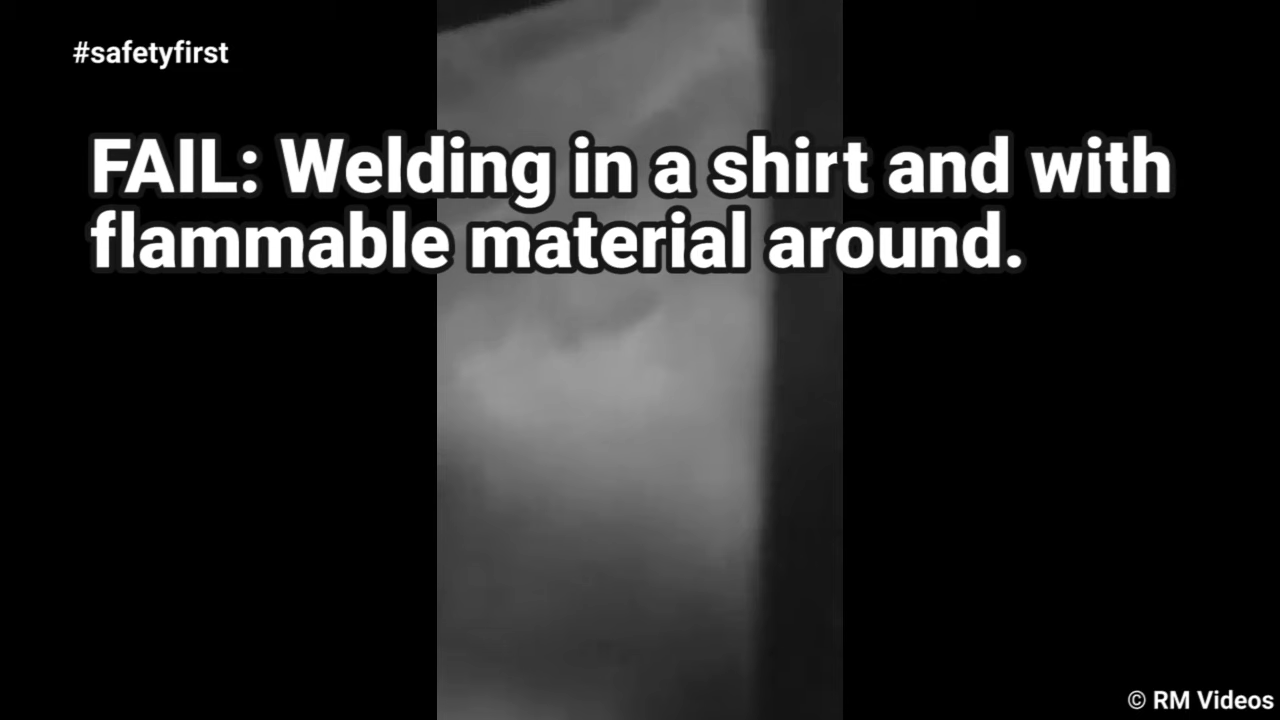 #safetyfirst
FAIL: Welding in a shirt and with
flammable material around.
© RM Videos